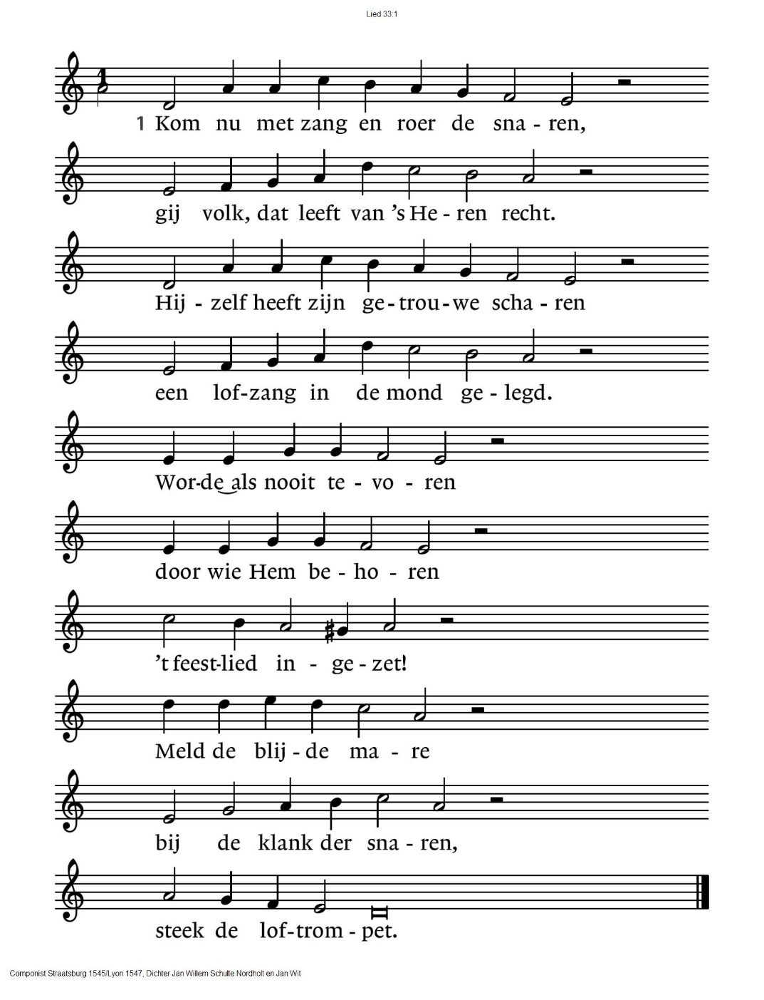 Lied 33:1
1
1 Kom nu met zang en roer de sna - ren,
gij volk, dat leeft van ’s He - ren recht.
Hij - zelf heeft zijn ge - trou - we scha - ren
een lof-zang in de mond ge - legd.
Wor-de als nooit te - vo - ren
door wie Hem be - ho - ren
’t feest-lied in - ge - zet!
Meld de blij - de ma - re
bij de klank der sna - ren,
steek de lof-trom - pet.
Componist Straatsburg 1545/Lyon 1547, Dichter Jan Willem Schulte Nordholt en Jan Wit